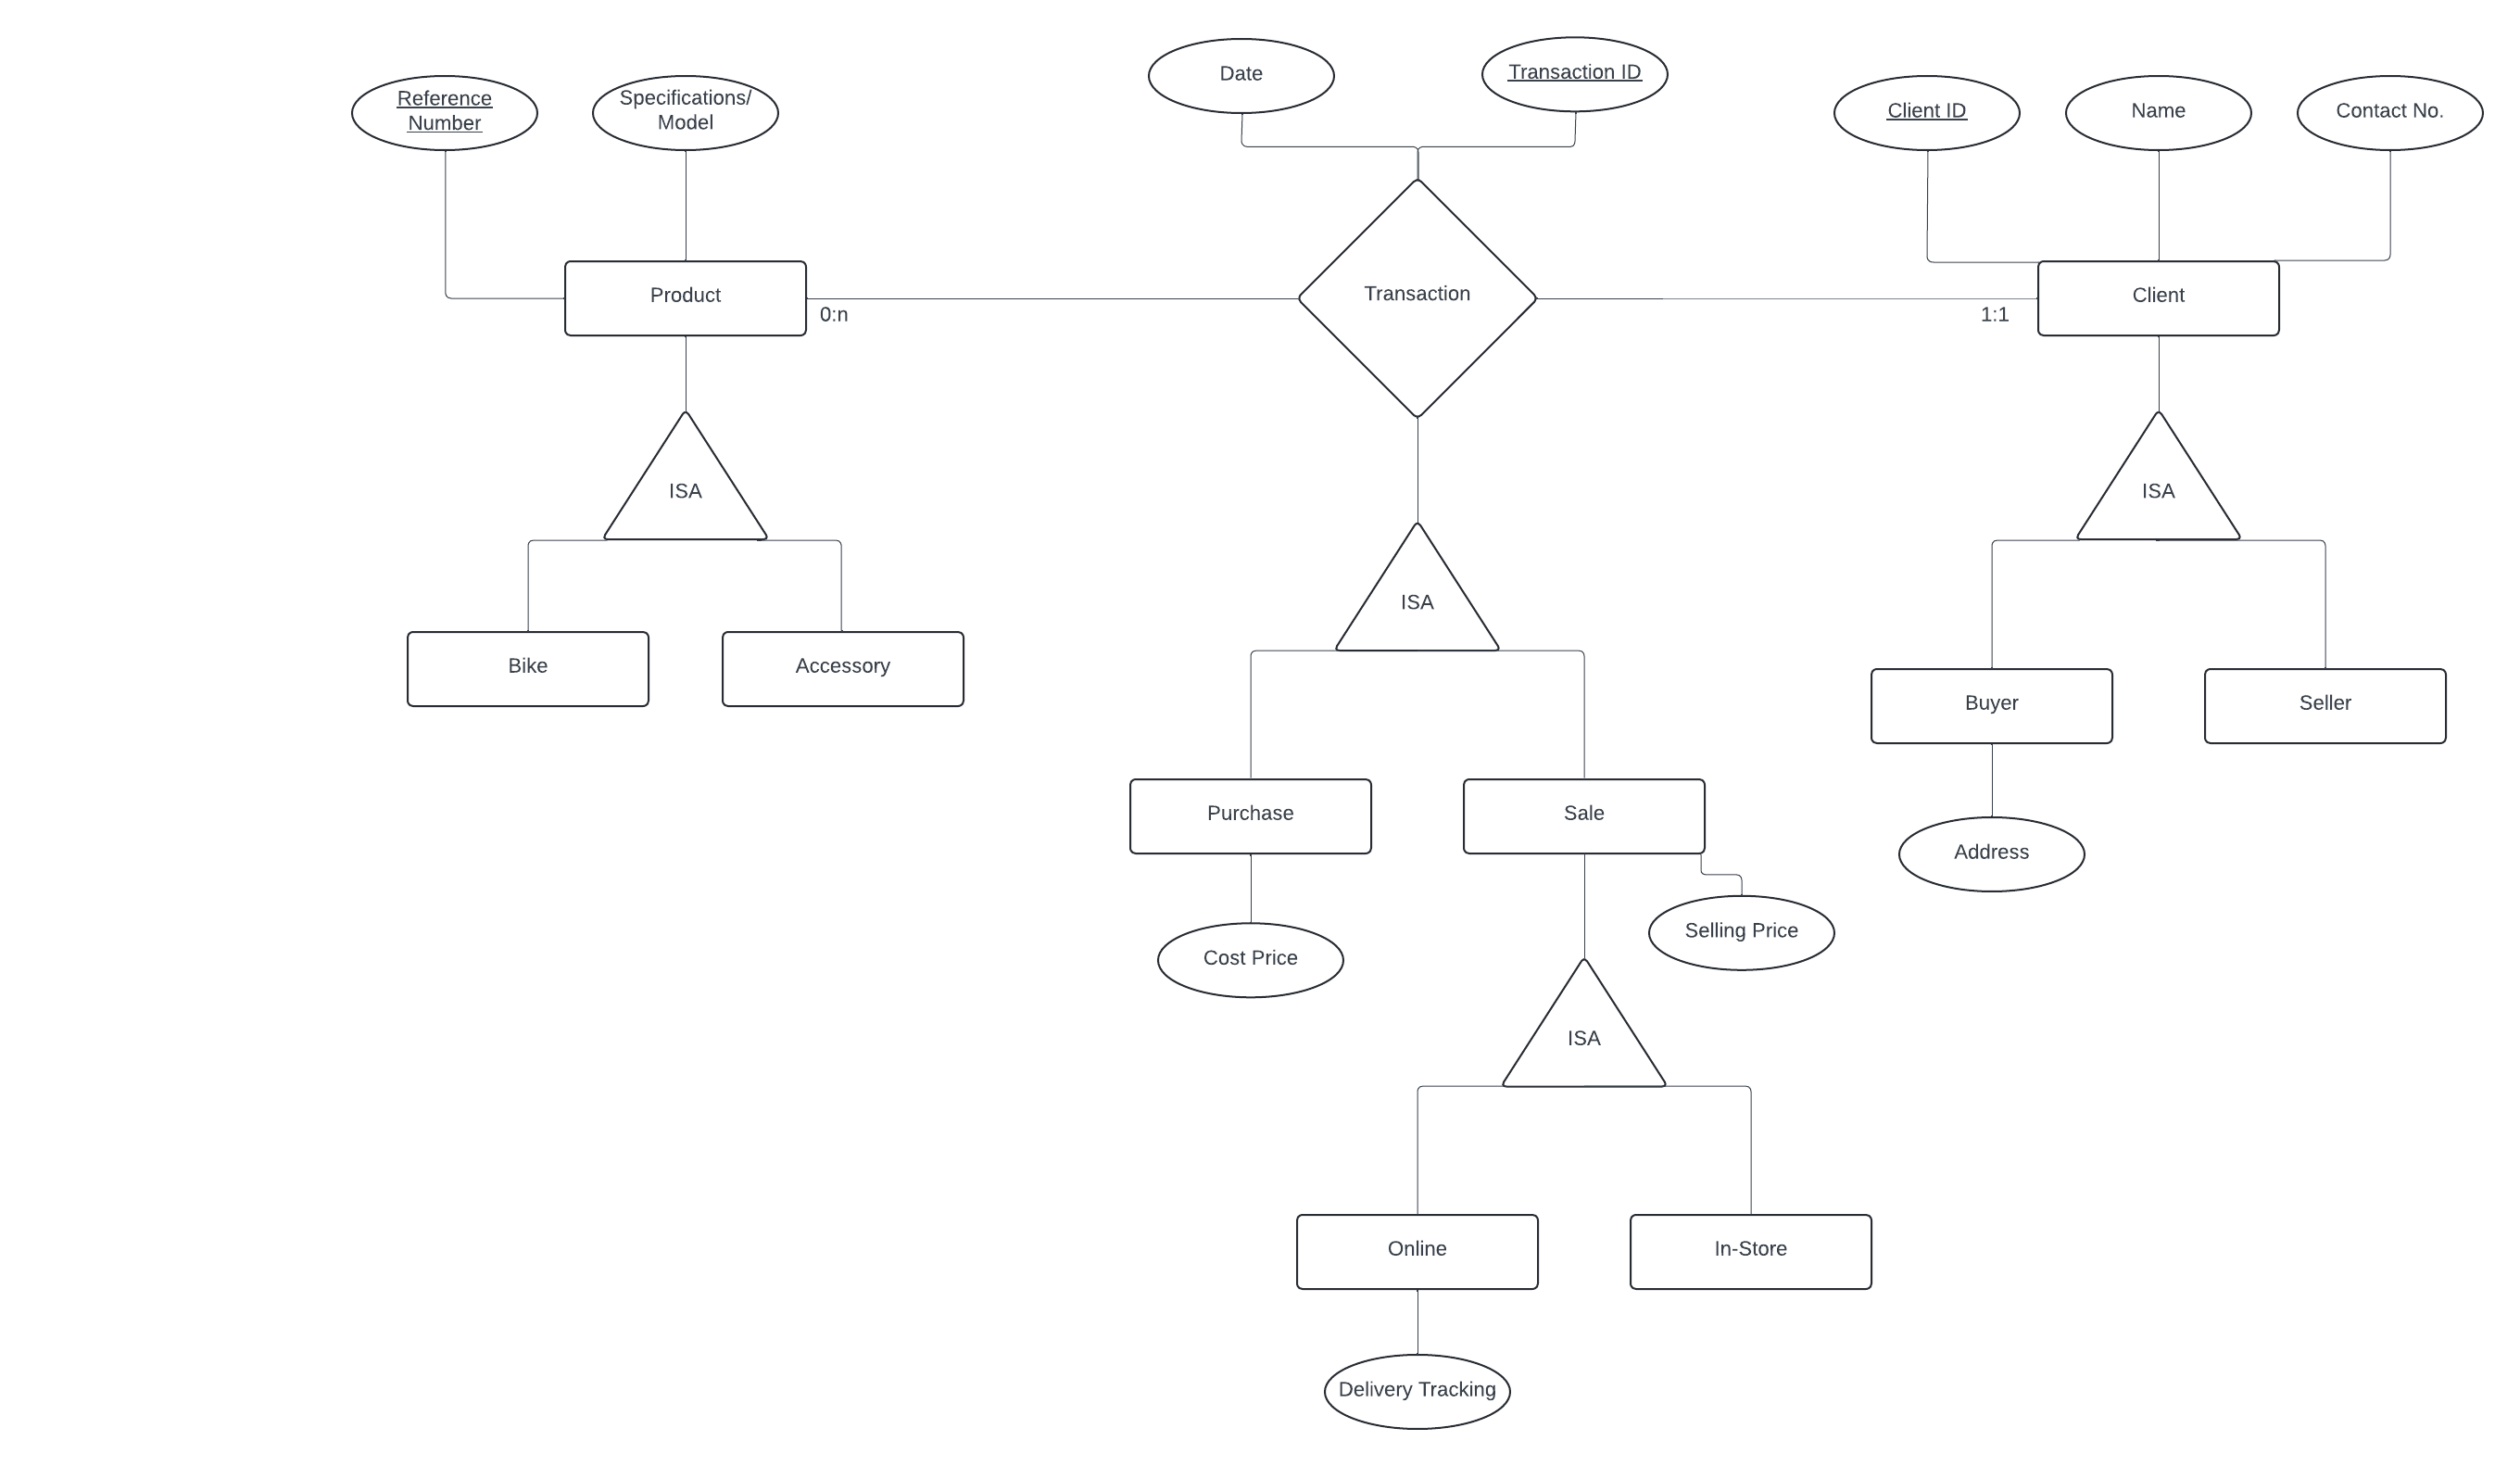 Date
Transaction ID
Reference
Number
Specifications/
Model
Client ID
Name
Contact No.
Product
Transaction
Client
0:n
1:1
ISA
ISA
ISA
Bike
Accessory
Buyer
Seller
Purchase
Sale
Address
Cost Price
Selling Price
ISA
Online
In-Store
Delivery Tracking